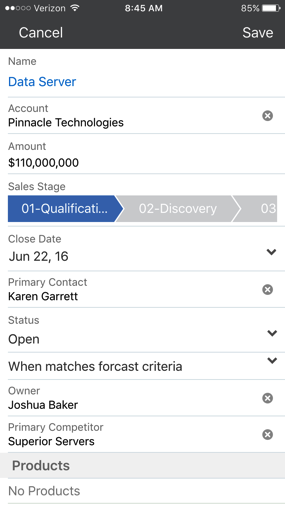 Verizon 8:45 AM 85%
Cancel Save
Name
Data Server
Account
Pinnacle Technologies
Amount
$110,000,000
Sales Stage
01-Qualificati... 02-Discovery 03
Close Date
Jun 22, 16
Primary Contact
Karen Garrett
Status
Open
When matches forcast criteria
Owner
Joshua Baker
Primary Competitor
Superior Servers
Products
No Products